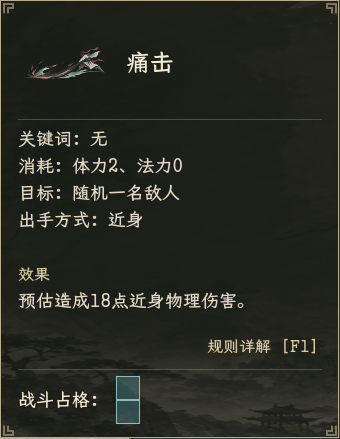 痛击
关键词：无
消耗：体力2、法力0
目标：随机一名敌人
出手方式：近身
效果
预估造成18点近身物理伤害。
规则详解 [F1]
战斗占格：